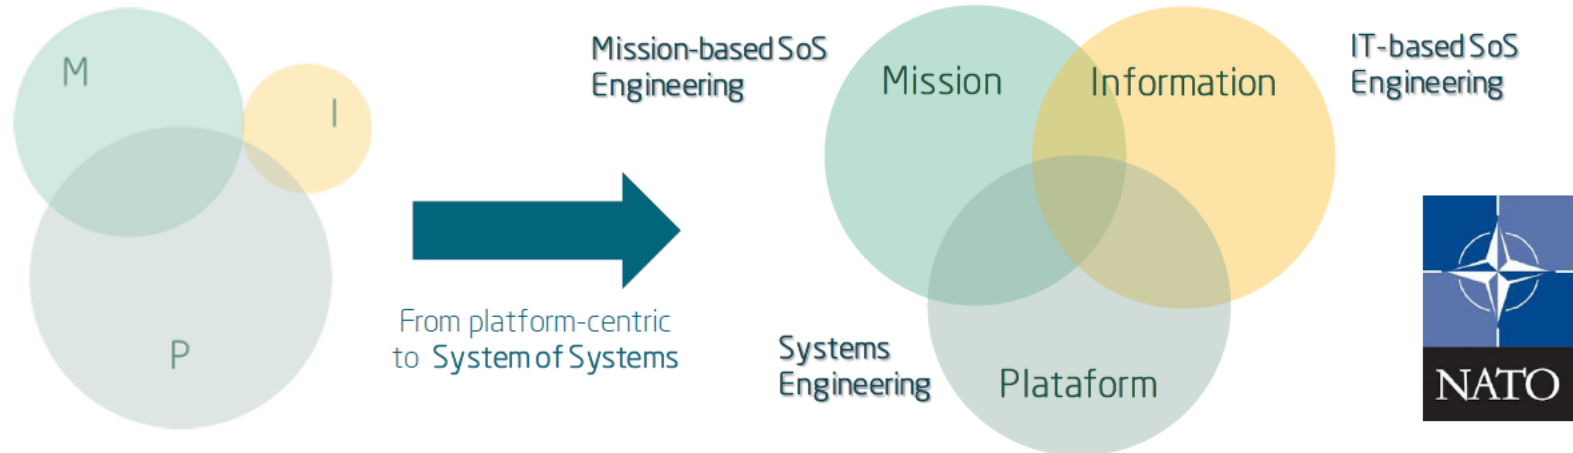 M
I
P
From platform-centric
to System of Systems
Mission-based SoS
Engineering
Mission
Information
IT-based SoS
Engineering
Systems
Engineering
Plataform
NATO